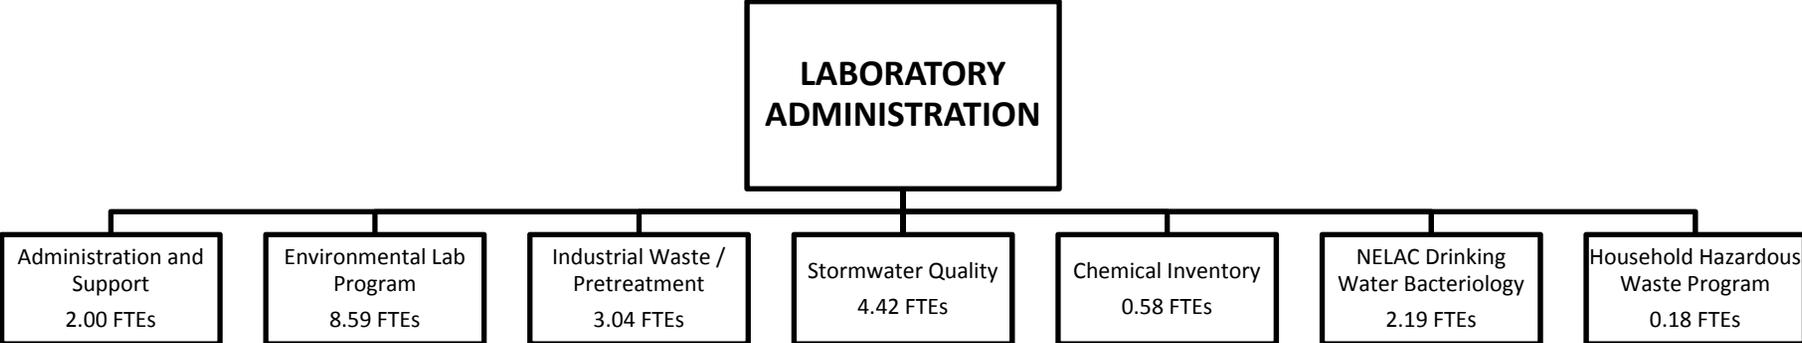 LABORATORY
ADMINISTRATION
Administration and
Support
2.00 FTEs
Environmental Lab
Program
8.59 FTEs
Industrial Waste /
Pretreatment
3.04 FTEs
Stormwater Quality
4.42 FTEs
Chemical Inventory
0.58 FTEs
NELAC Drinking
Water Bacteriology
2.19 FTEs
Household Hazardous
Waste Program
0.18 FTEs